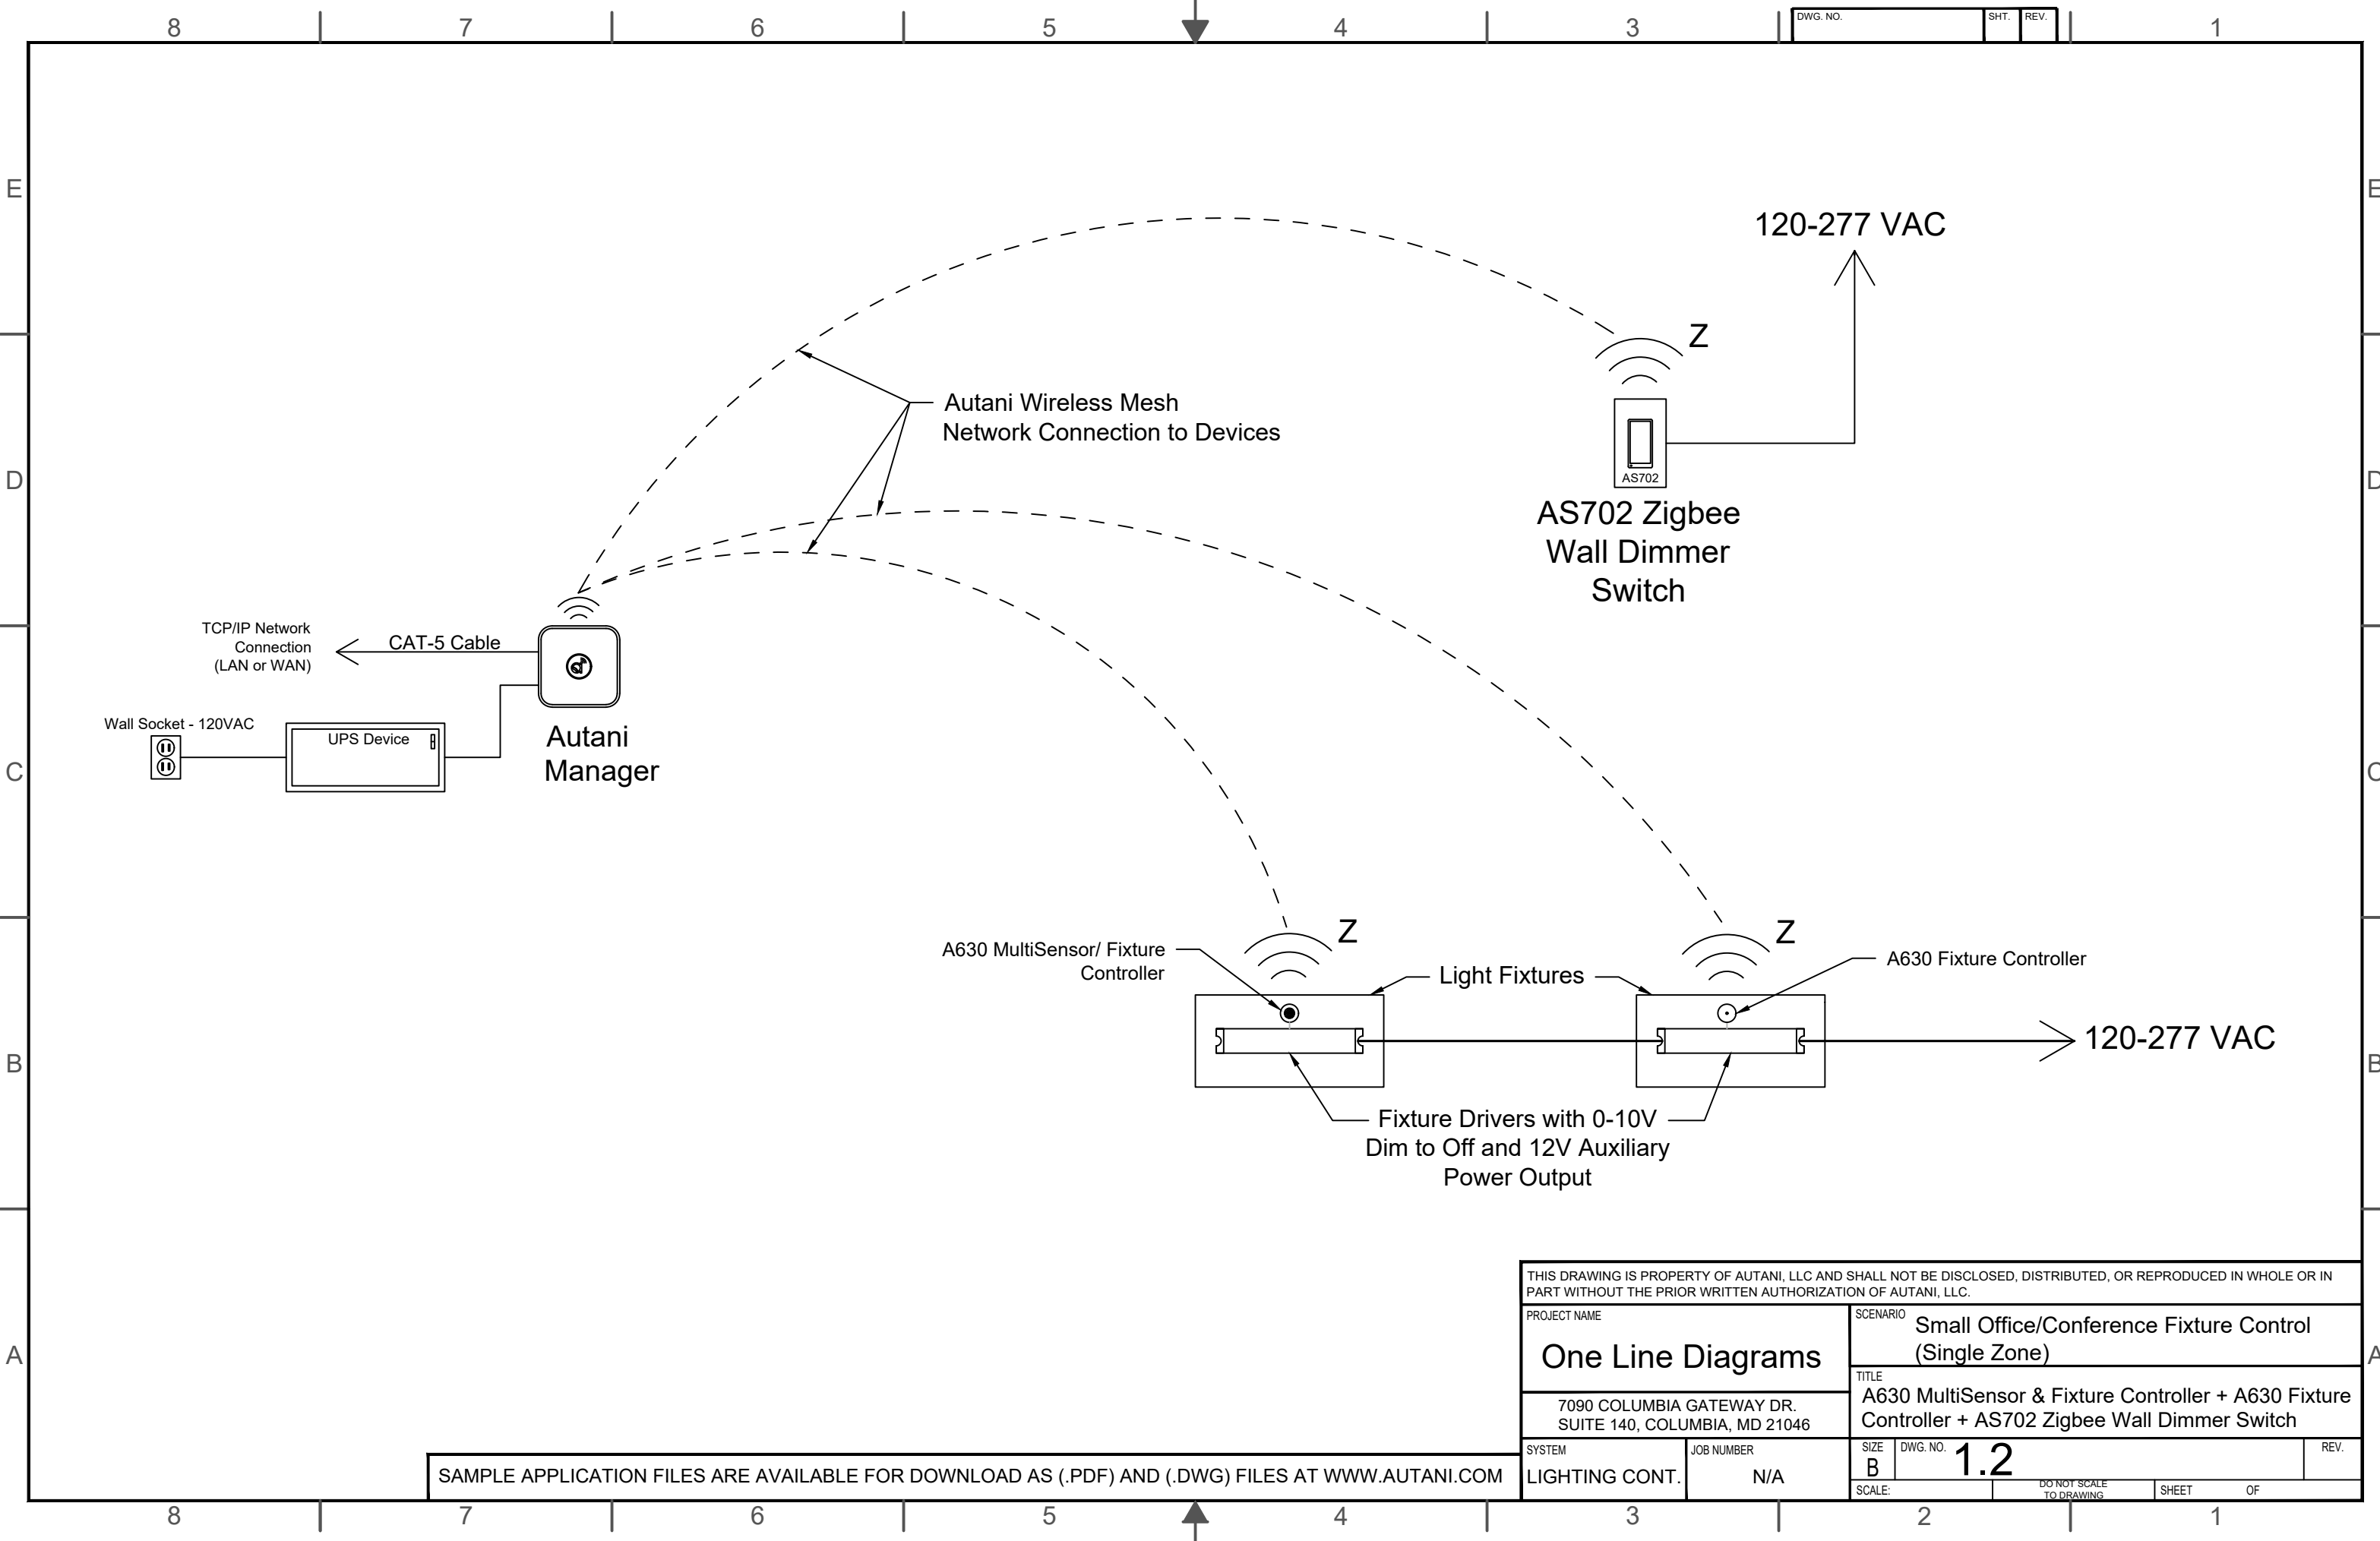 8 7 6 5 4 3 1
DWG. NO. SHT. REV.
E E
120-277 VAC
Z
Autani Wireless Mesh
Network Connection to Devices
D D
AS702
AS702 Zigbee
Wall Dimmer
Switch
TCP/IP Network
Connection
(LAN or WAN)
CAT-5 Cable
Wall Socket - 120VAC
UPS Device
Autani
Manager
C C
A630 MultiSensor/ Fixture
Controller
Z
Light Fixtures
Z
A630 Fixture Controller
120-277 VAC
B B
Fixture Drivers with 0-10V
Dim to Off and 12V Auxiliary
Power Output
THIS DRAWING IS PROPERTY OF AUTANI, LLC AND SHALL NOT BE DISCLOSED, DISTRIBUTED, OR REPRODUCED IN WHOLE OR IN
PART WITHOUT THE PRIOR WRITTEN AUTHORIZATION OF AUTANI, LLC.
PROJECT NAME
One Line Diagrams
SCENARIO
Small Office/Conference Fixture Control
(Single Zone)
A A
TITLE
A630 MultiSensor & Fixture Controller + A630 Fixture
Controller + AS702 Zigbee Wall Dimmer Switch
7090 COLUMBIA GATEWAY DR.
SUITE 140, COLUMBIA, MD 21046
SYSTEM
LIGHTING CONT.
JOB NUMBER
N/A
SIZE
B
DWG. NO. 1.2
REV.
SCALE:
DO NOT SCALE
TO DRAWING
SHEET OF
SAMPLE APPLICATION FILES ARE AVAILABLE FOR DOWNLOAD AS (.PDF) AND (.DWG) FILES AT WWW.AUTANI.COM
8 7 6 5 4 3 2 1